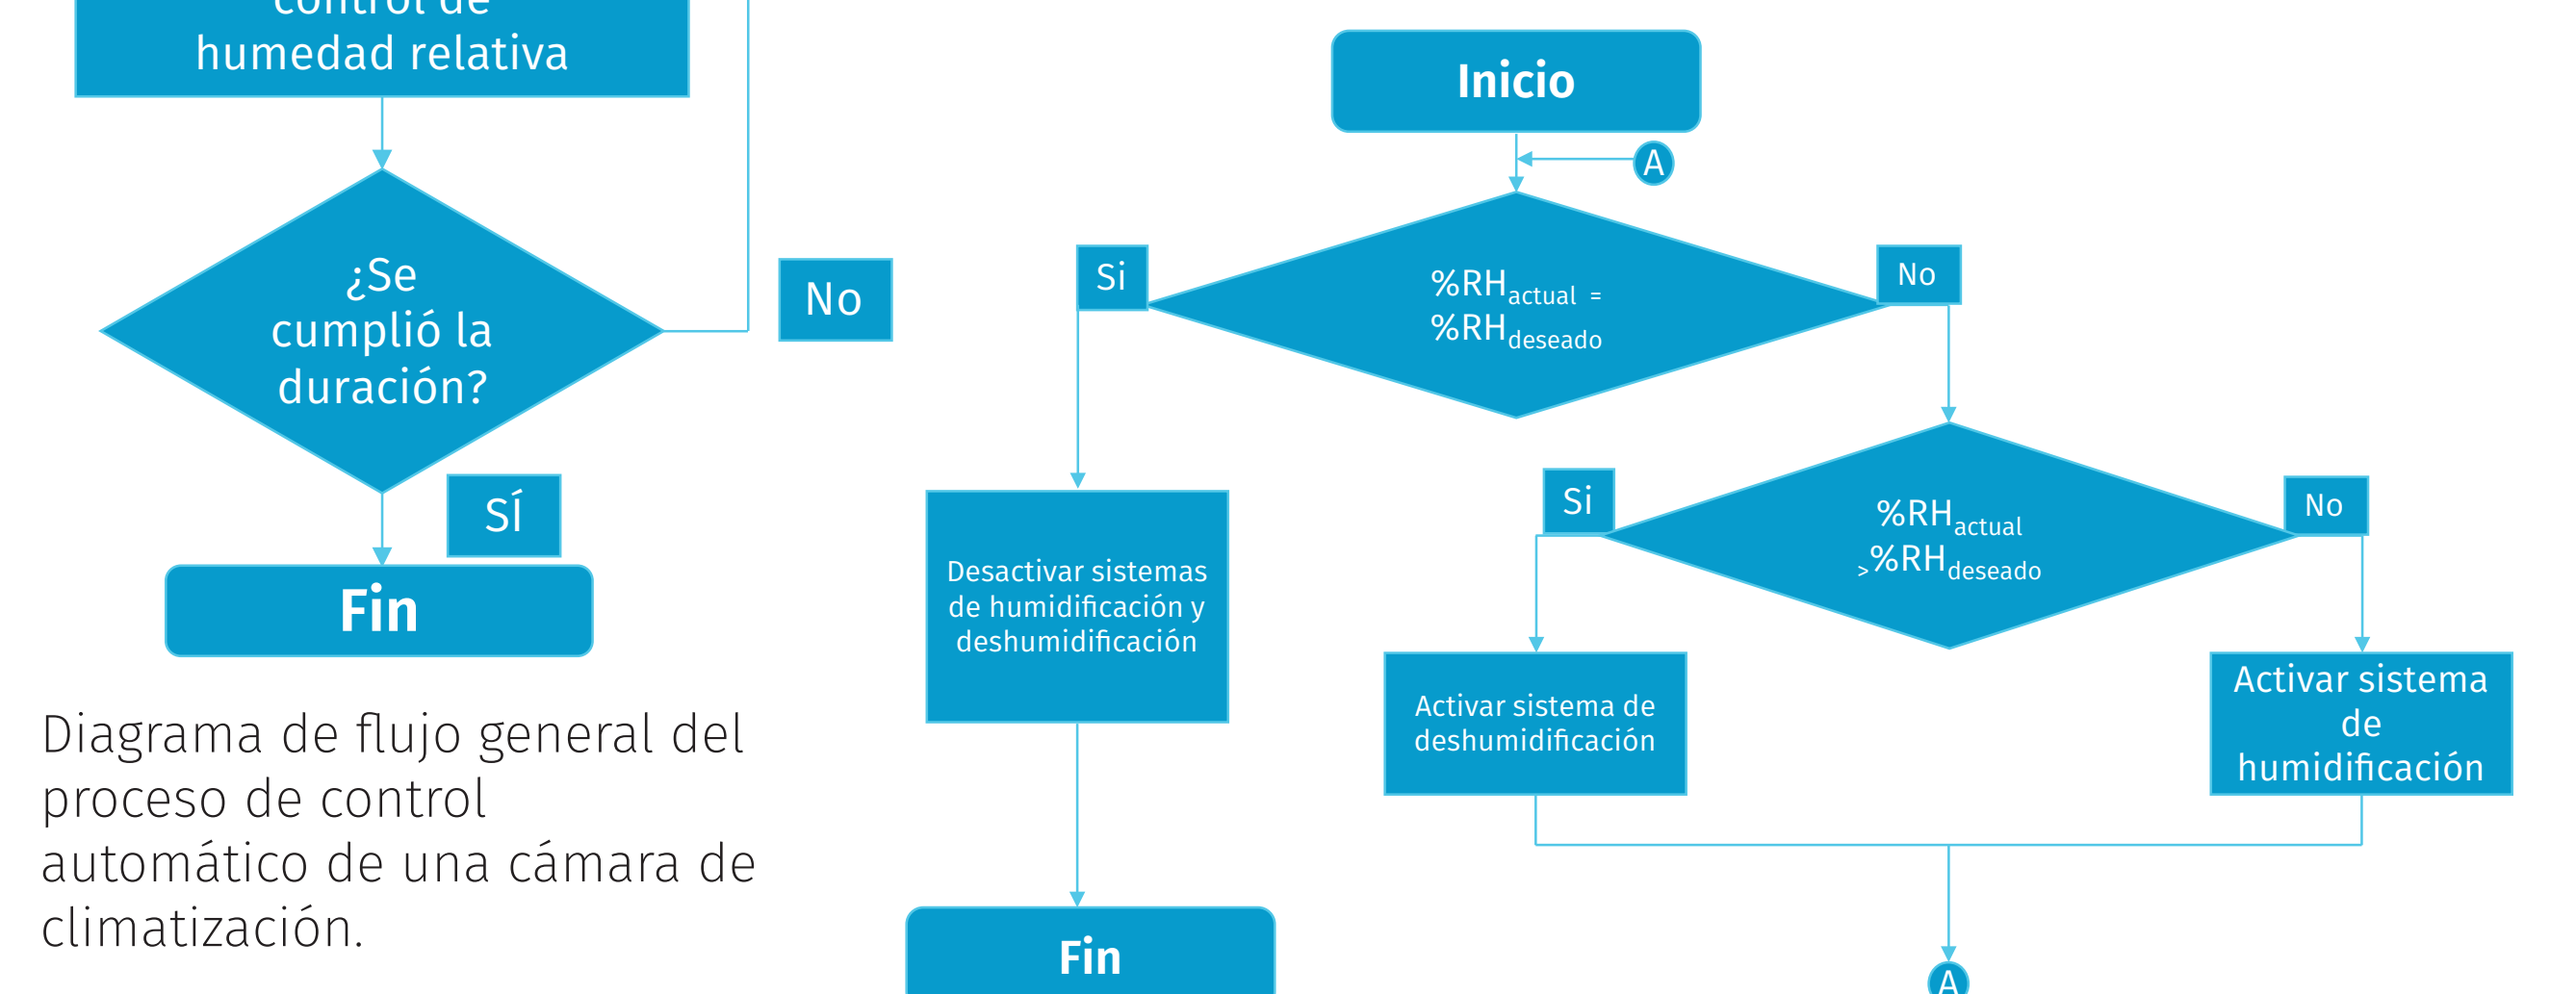 control de
humedad relativa
¿Se
cumplió la
duración?
No
SÍ
Fin
Diagrama de flujo general del
proceso de control
automático de una cámara de
climatización.
Inicio
A
Si
%RHactual =
%RHdeseado
No
Si
%RHactual
>%RHdeseado
No
Desactivar sistemas
de humidificación y
deshumidificación
Activar sistema de
deshumidificación
Activar sistema
de
humidificación
Fin
A